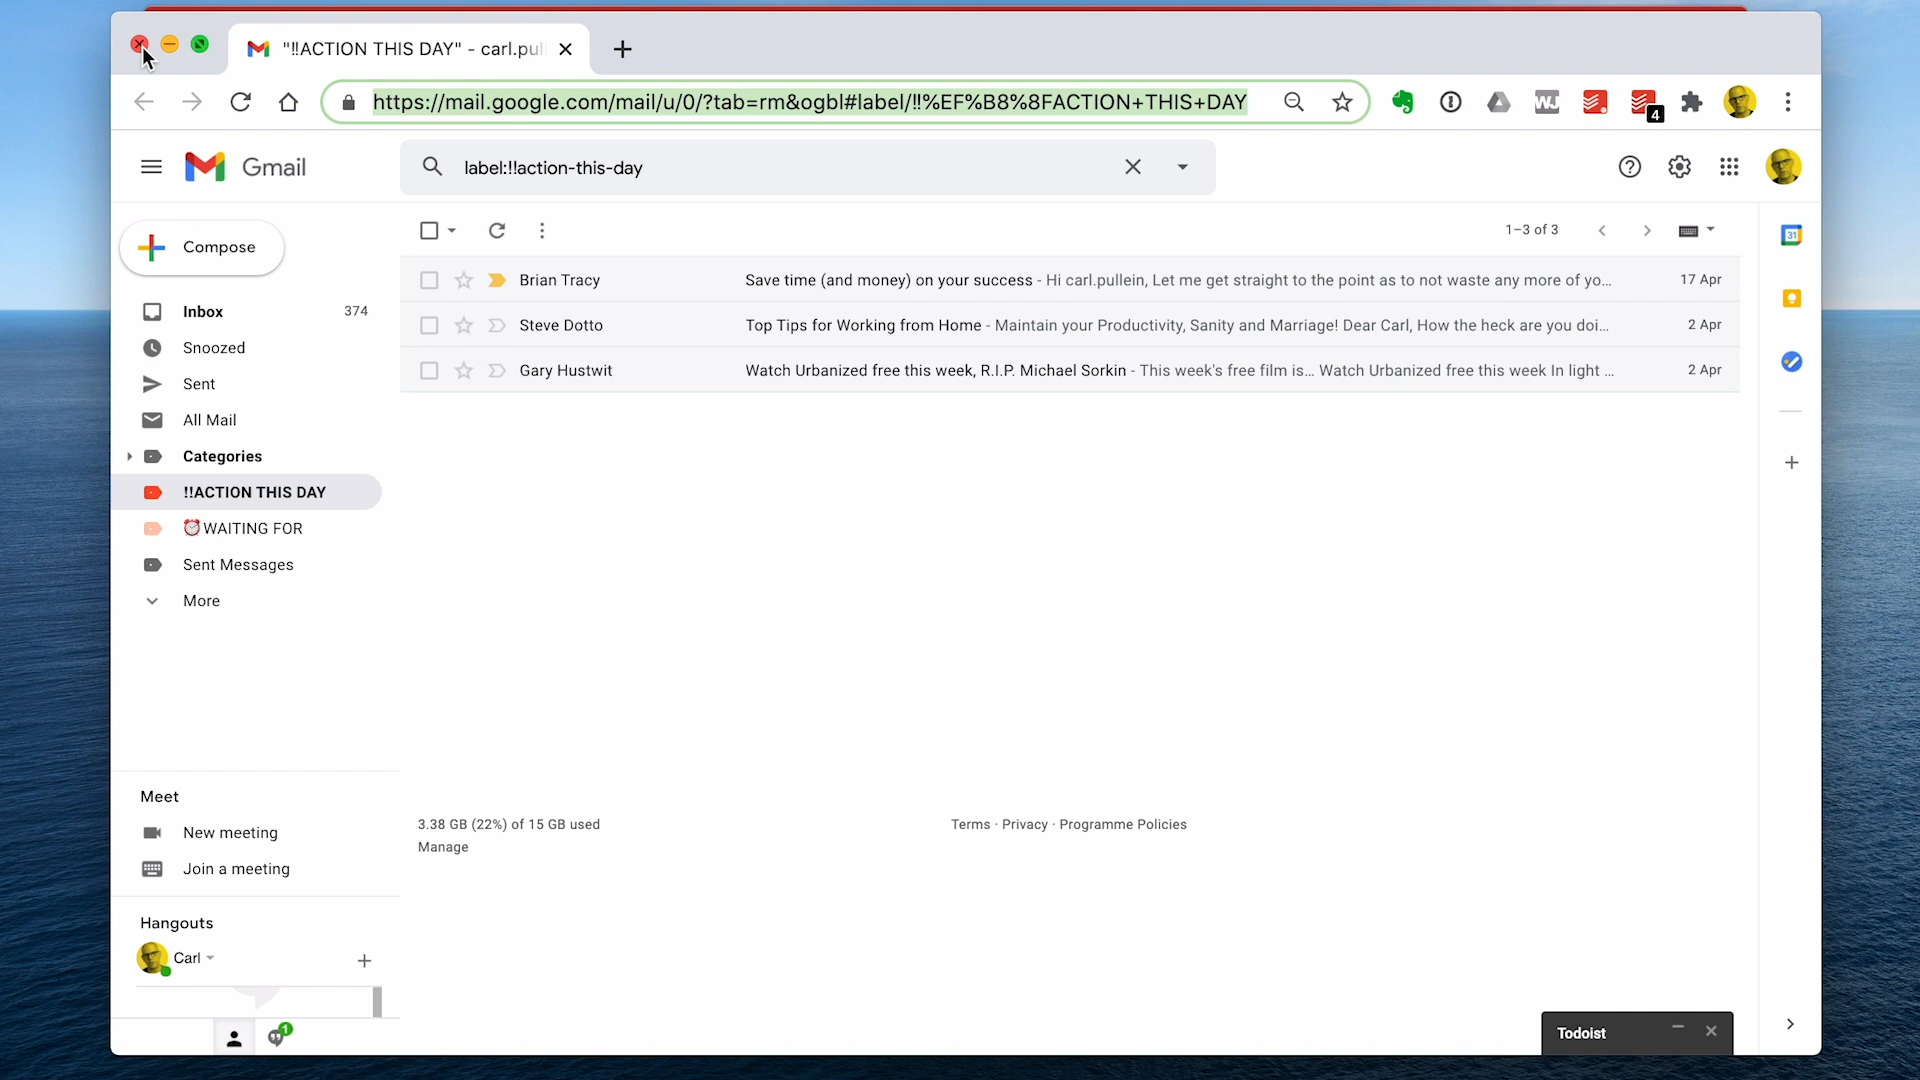 "!!ACTION THIS DAY" - carl.pul
https://mail.google.com/mail/u/0/?tab=rm&ogbl#label/!!%EF%B8%8FACTION+THIS+DAY
4
Gmail
label:!!action-this-day
Compose
1–3 of 3
31
Brian Tracy Save time (and money) on your success - Hi carl.pullein, Let me get straight to the point as to not waste any more of yo... 17 Apr
Steve Dotto Top Tips for Working from Home - Maintain your Productivity, Sanity and Marriage! Dear Carl, How the heck are you doi... 2 Apr
Gary Hustwit Watch Urbanized free this week, R.I.P. Michael Sorkin - This week's free film is... Watch Urbanized free this week In light ... 2 Apr
Inbox 374
Snoozed
Sent
All Mail
Categories
!!ACTION THIS DAY
⏰WAITING FOR
Sent Messages
More
Meet
New meeting
Join a meeting
3.38 GB (22%) of 15 GB used
Manage
Terms · Privacy · Programme Policies
Hangouts
Carl
1
Todoist